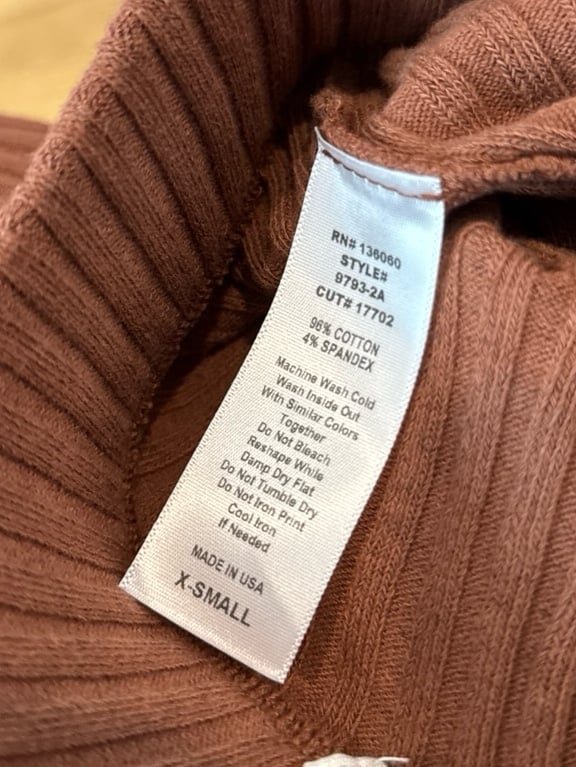 RN# 136060
STYLE#
9793-2A
CUT# 17702
96% COTTON
4% SPANDEX
Machine Wash Cold
Wash Inside Out
With Similar Colors
Together
Do Not Bleach
Reshape While
Damp Dry Flat
Do Not Tumble Dry
Do Not Iron Print
Cool Iron
If Needed
MADE IN USA
X-SMALL